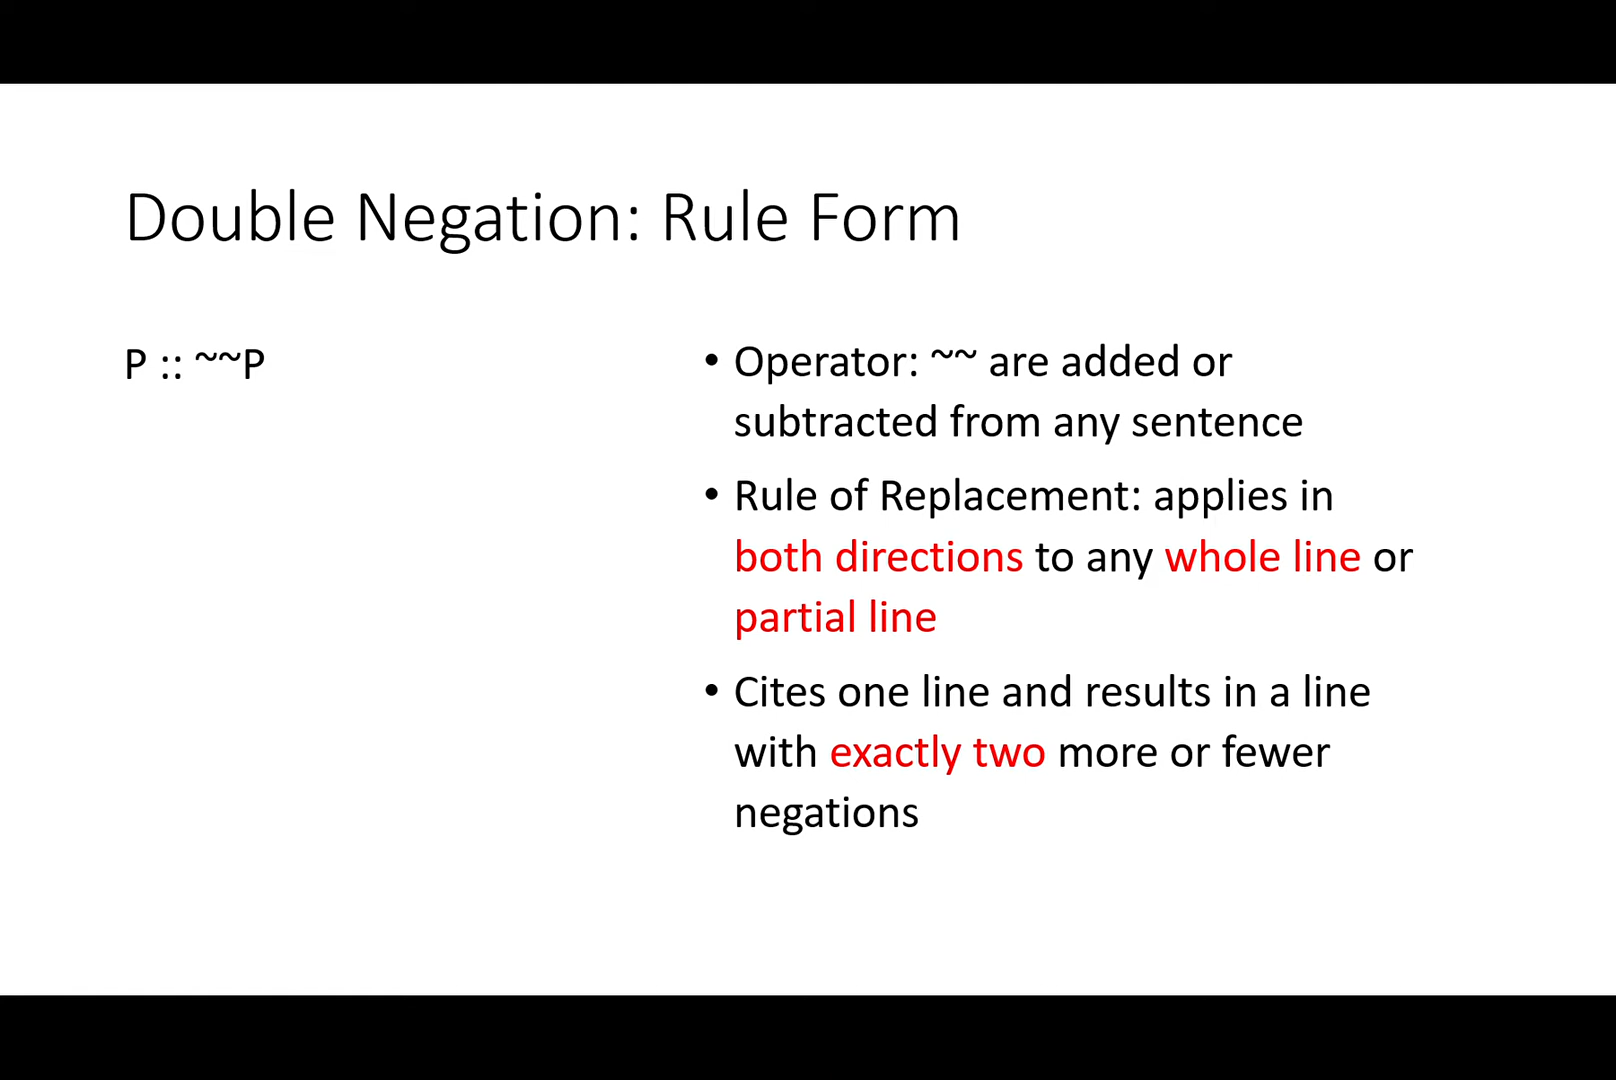 Double Negation: Rule Form
P :: ~~P
• Operator: ~~ are added or
subtracted from any sentence
• Rule of Replacement: applies in
both directions to any whole line or
partial line
• Cites one line and results in a line
with exactly two more or fewer
negations